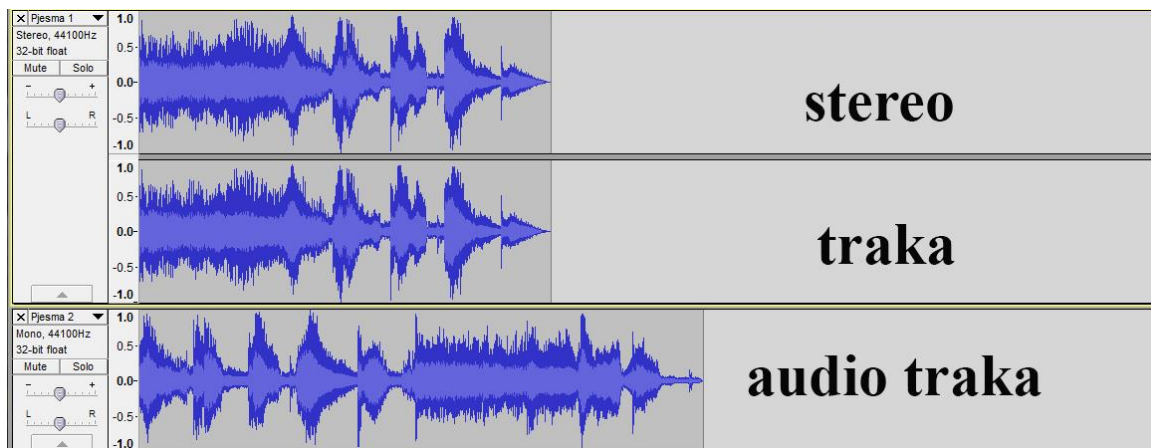 Pjesma 1
Stereo, 44100Hz
32-bit float
Mute Solo
- +
L R
1.0
0.5
0.0
-0.5
-1.0
stereo
1.0
0.5
0.0
-0.5
-1.0
traka
Pjesma 2
Mono, 44100Hz
32-bit float
Mute Solo
- +
L R
1.0
0.5
0.0
-0.5
-1.0
audio traka